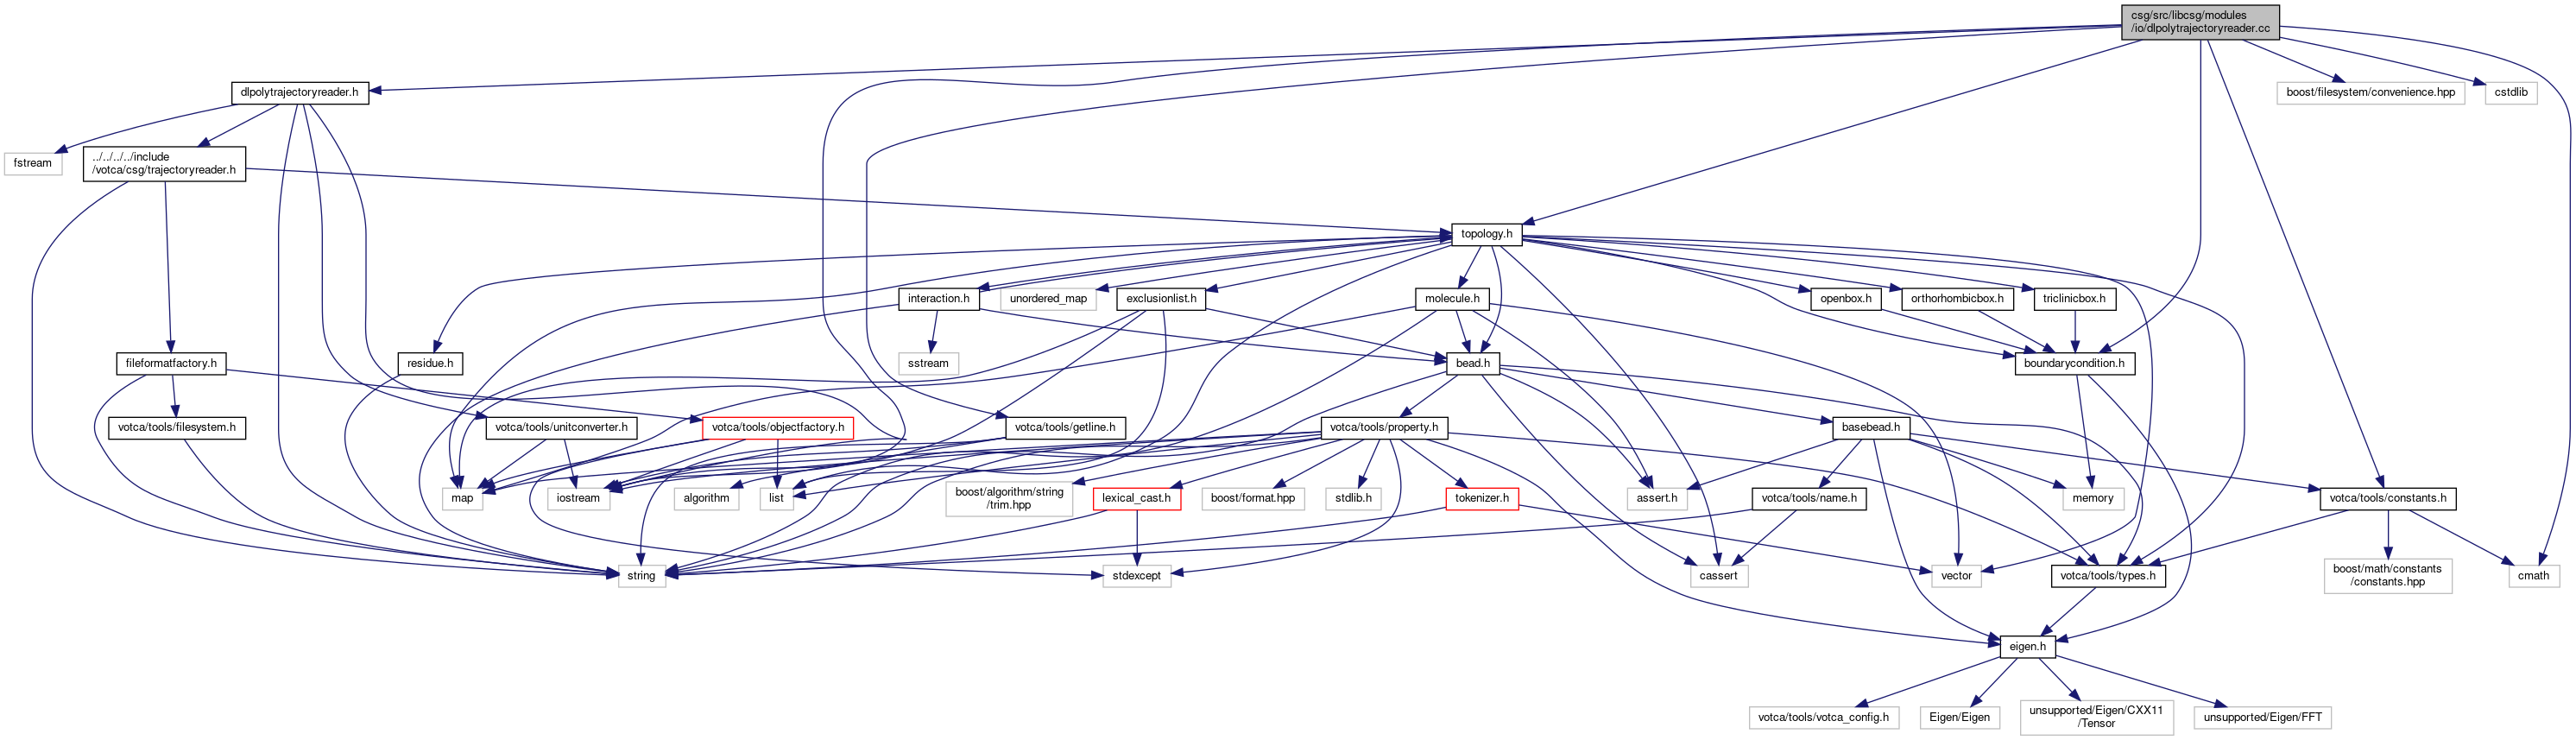 csg/src/libcsg/modules
/io/dlpolytrajectoryreader.cc
dlpolytrajectoryreader.h
boost/filesystem/convenience.hpp
cstdlib
fstream
../../../../include
/votca/csg/trajectoryreader.h
topology.h
interaction.h
unordered_map
exclusionlist.h
molecule.h
openbox.h
orthorhombicbox.h
triclinicbox.h
fileformatfactory.h
residue.h
sstream
bead.h
boundarycondition.h
votca/tools/filesystem.h
votca/tools/unitconverter.h
votca/tools/objectfactory.h
votca/tools/getline.h
votca/tools/property.h
basebead.h
map
iostream
algorithm
list
boost/algorithm/string
/trim.hpp
lexical_cast.h
boost/format.hpp
stdlib.h
tokenizer.h
assert.h
votca/tools/name.h
memory
votca/tools/constants.h
string
stdexcept
cassert
vector
votca/tools/types.h
boost/math/constants
/constants.hpp
cmath
eigen.h
votca/tools/votca_config.h
Eigen/Eigen
unsupported/Eigen/CXX11
/Tensor
unsupported/Eigen/FFT